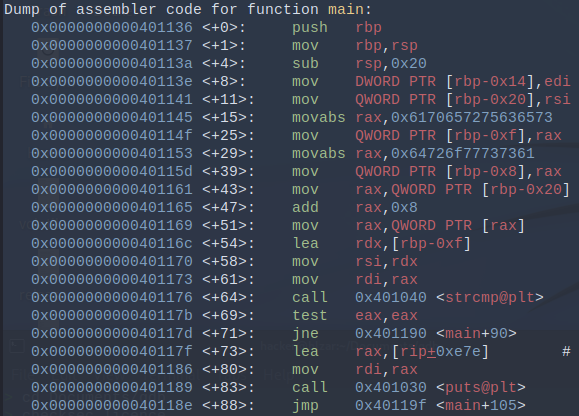 Dump of assembler code for function main:
0x0000000000401136 <+0>: push rbp
0x0000000000401137 <+1>: mov rbp,rsp
0x000000000040113a <+4>: sub rsp,0x20
0x000000000040113e <+8>: mov DWORD PTR [rbp-0x14],edi
0x0000000000401141 <+11>: mov QWORD PTR [rbp-0x20],rsi
0x0000000000401145 <+15>: movabs rax,0x6170657275636573
0x000000000040114f <+25>: mov QWORD PTR [rbp-0xf],rax
0x0000000000401153 <+29>: movabs rax,0x64726f77737361
0x000000000040115d <+39>: mov QWORD PTR [rbp-0x8],rax
0x0000000000401161 <+43>: mov rax,QWORD PTR [rbp-0x20]
0x0000000000401165 <+47>: add rax,0x8
0x0000000000401169 <+51>: mov rax,QWORD PTR [rax]
0x000000000040116c <+54>: lea rdx,[rbp-0xf]
0x0000000000401170 <+58>: mov rsi,rdx
0x0000000000401173 <+61>: mov rdi,rax
0x0000000000401176 <+64>: call 0x401040 <strcmp@plt>
0x000000000040117b <+69>: test eax,eax
0x000000000040117d <+71>: jne 0x401190 <main+90>
0x000000000040117f <+73>: lea rax,[rip+0xe7e] #
0x0000000000401186 <+80>: mov rdi,rax
0x0000000000401189 <+83>: call 0x401030 <puts@plt>
0x000000000040118e <+88>: jmp 0x40119f <main+105>